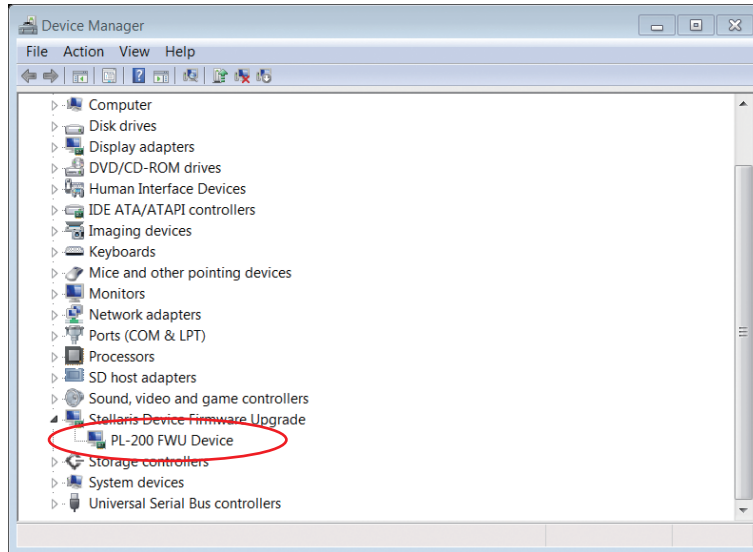 Device Manager
File Action View Help
Computer
Disk drives
Display adapters
DVD/CD-ROM drives
Human Interface Devices
IDE ATA/ATAPI controllers
Imaging devices
Keyboards
Mice and other pointing devices
Monitors
Network adapters
Ports (COM & LPT)
Processors
SD host adapters
Sound, video and game controllers
Stellaris Device Firmware Upgrade
PL-200 FWU Device
Storage controllers
System devices
Universal Serial Bus controllers